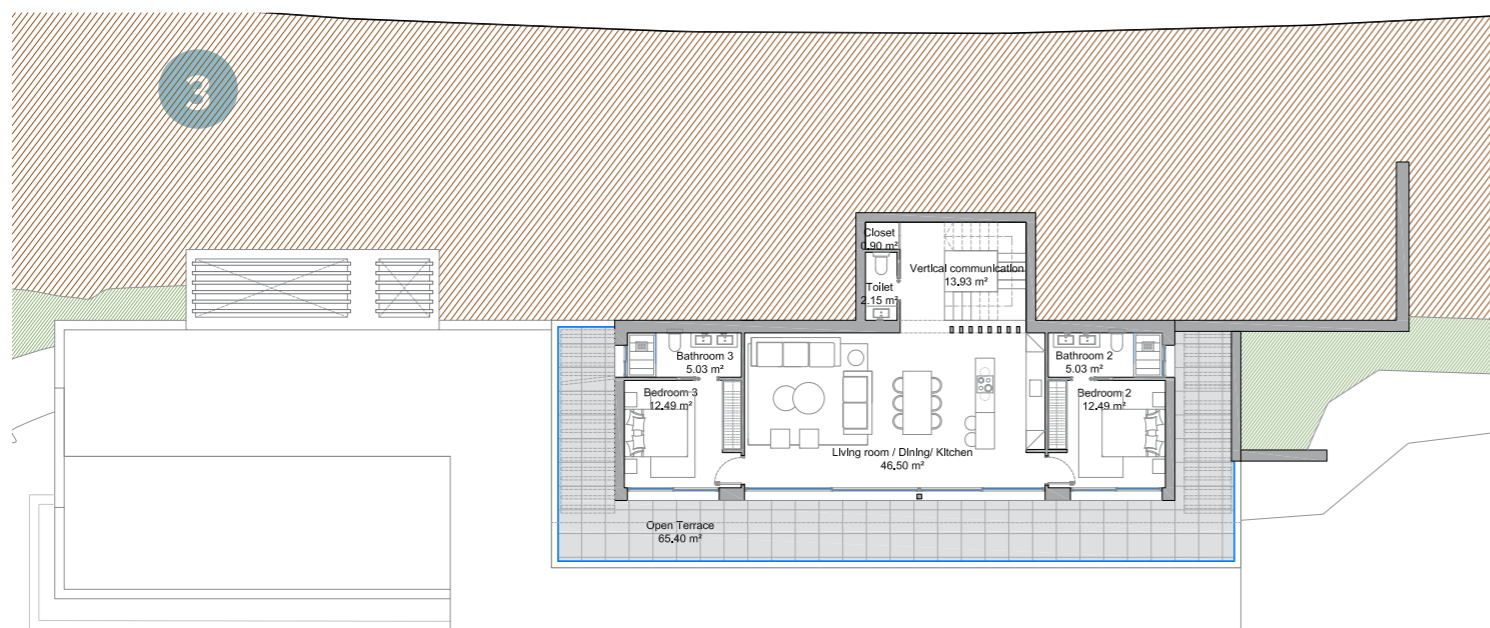 3
Closet
0.90 m²
Vertical communication
13.93 m²
Toilet
2.15 m²
Bathroom 3
5.03 m²
Bathroom 2
5.03 m²
Bedroom 3
12.49 m²
Bedroom 2
12.49 m²
Living room / Dining/ Kitchen
46.50 m²
Open Terrace
65.40 m²